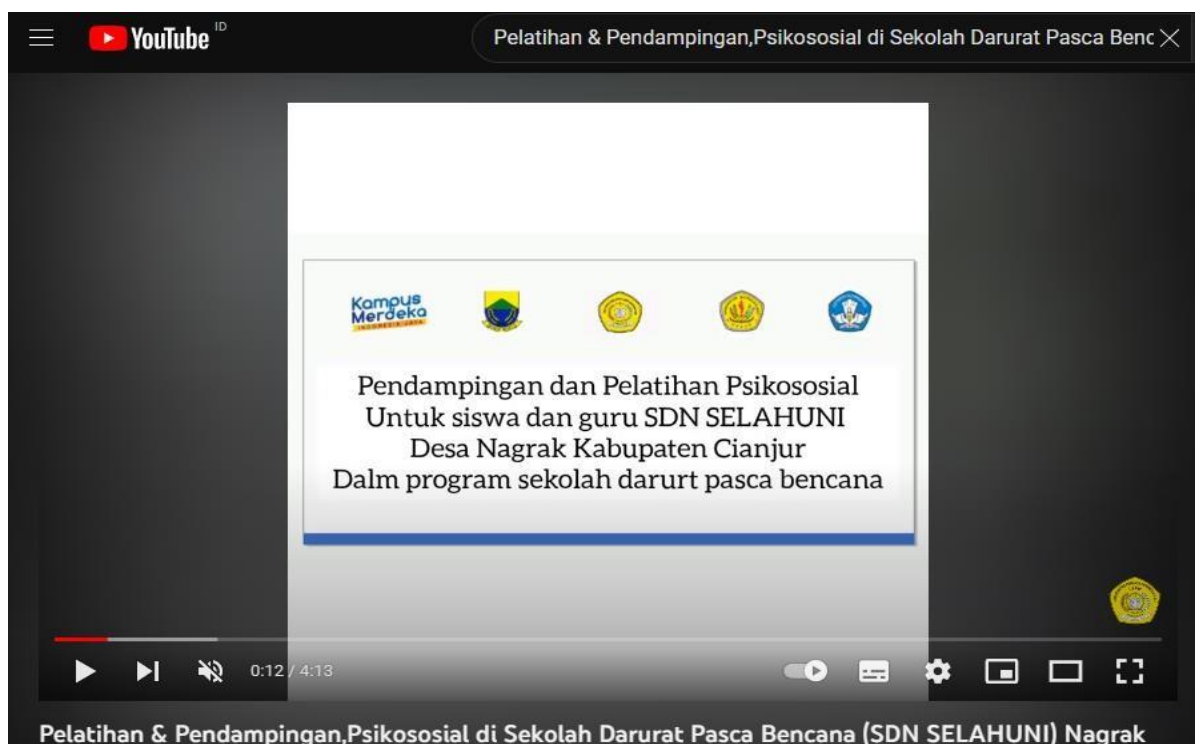 YouTube ID
Pelatihan & Pendampingan,Psikososial di Sekolah Darurat Pasca Benc
Kampus
Merdeka
INDONESIA JAYA
Pendampingan dan Pelatihan Psikososial
Untuk siswa dan guru SDN SELAHUNI
Desa Nagrak Kabupaten Cianjur
Dalm program sekolah darurt pasca bencana
0:12 / 4:13
Pelatihan & Pendampingan,Psikososial di Sekolah Darurat Pasca Bencana (SDN SELAHUNI) Nagrak